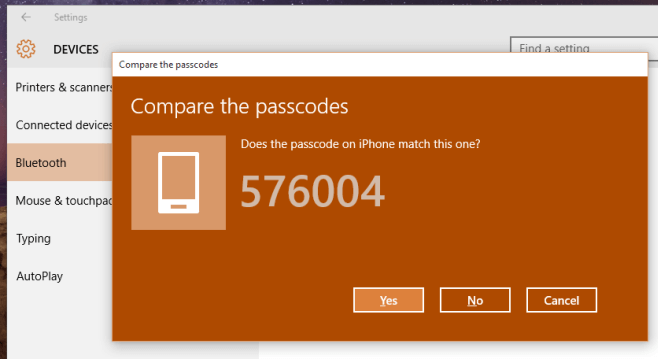 Settings
DEVICES
Find a setting
Printers & scanners
Connected devices
Bluetooth
Mouse & touchpad
Typing
AutoPlay
Compare the passcodes
Compare the passcodes
Does the passcode on iPhone match this one?
576004
Yes
No
Cancel